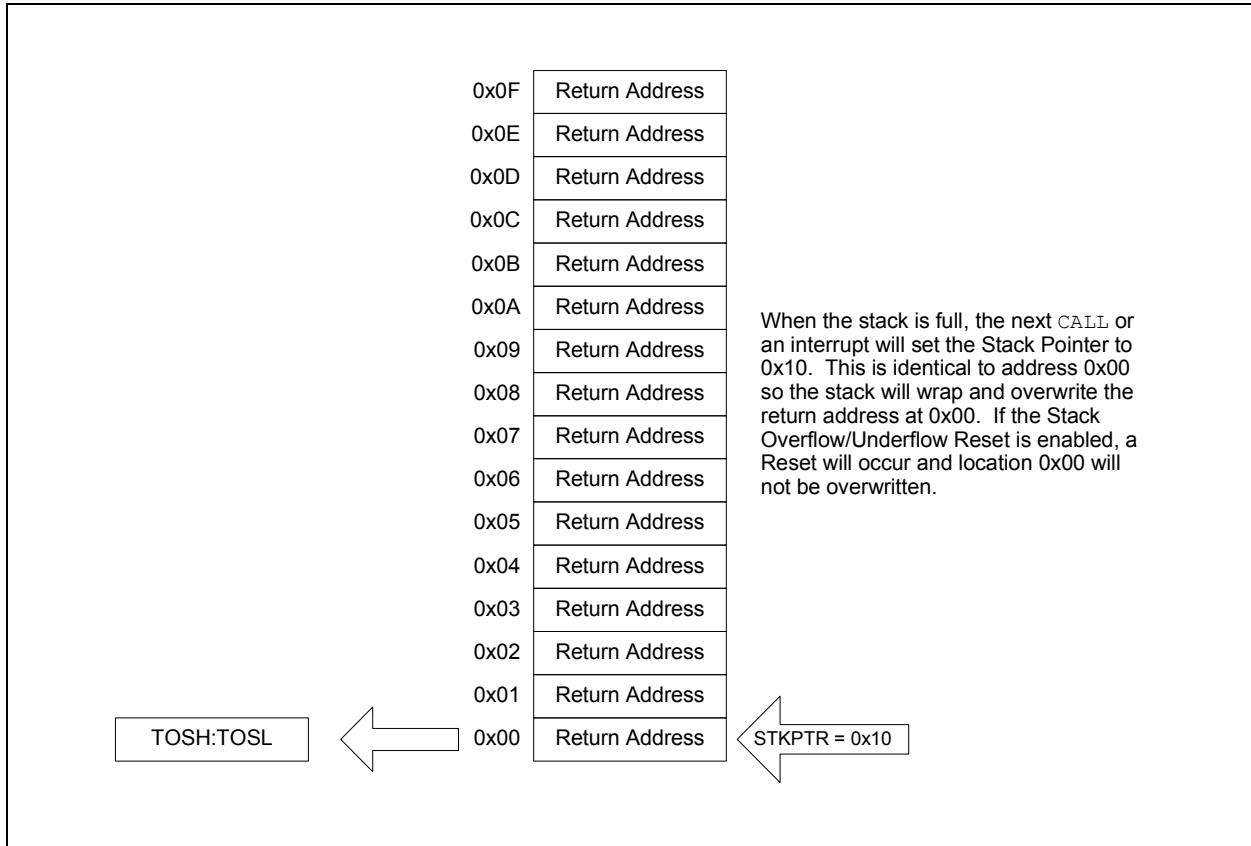 0x0F Return Address
0x0E Return Address
0x0D Return Address
0x0C Return Address
0x0B Return Address
0x0A Return Address
0x09 Return Address
0x08 Return Address
0x07 Return Address
0x06 Return Address
0x05 Return Address
0x04 Return Address
0x03 Return Address
0x02 Return Address
0x01 Return Address
TOSH:TOSL 0x00 Return Address STKPTR = 0x10
When the stack is full, the next CALL or
an interrupt will set the Stack Pointer to
0x10. This is identical to address 0x00
so the stack will wrap and overwrite the
return address at 0x00. If the Stack
Overflow/Underflow Reset is enabled, a
Reset will occur and location 0x00 will
not be overwritten.